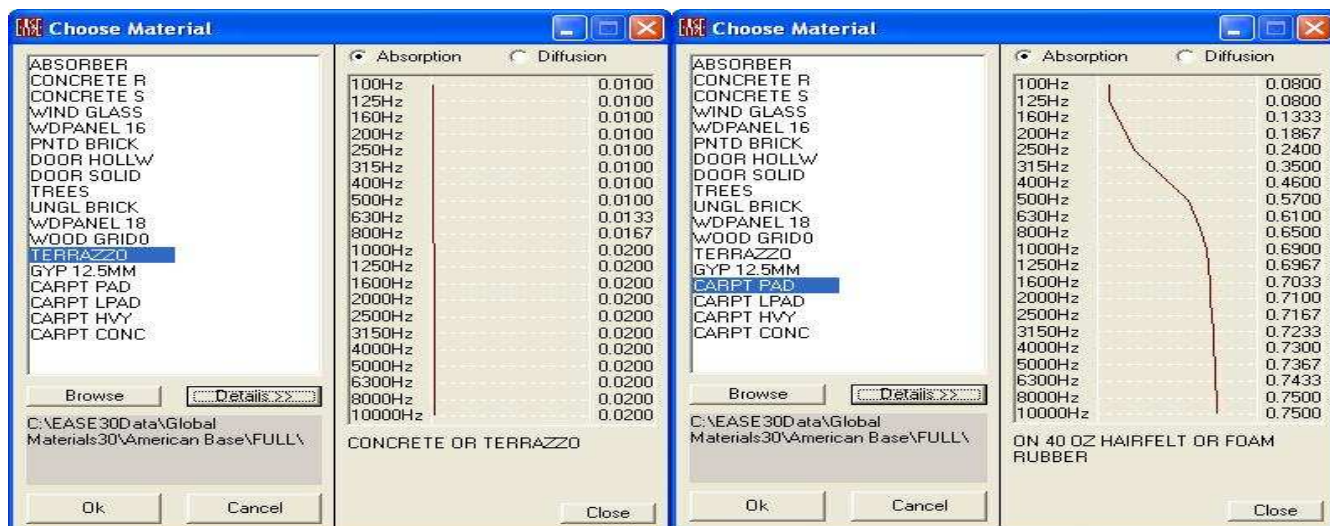 EASE Choose Material
ABSORBER
CONCRETE R
CONCRETE S
WIND GLASS
WDPANEL 16
PNTD BRICK
DOOR HOLLW
DOOR SOLID
TREES
UNGL BRICK
WDPANEL 18
WOOD GRID0
TERRAZZO
GYP 12.5MM
CARPT PAD
CARPT LPAD
CARPT HVY
CARPT CONC
Browse Details >>
C:\EASE30Data\Global
Materials30\American Base\FULL\
Ok Cancel
Absorption Diffusion
100Hz 0.0100
125Hz 0.0100
160Hz 0.0100
200Hz 0.0100
250Hz 0.0100
315Hz 0.0100
400Hz 0.0100
500Hz 0.0100
630Hz 0.0133
800Hz 0.0167
1000Hz 0.0200
1250Hz 0.0200
1600Hz 0.0200
2000Hz 0.0200
2500Hz 0.0200
3150Hz 0.0200
4000Hz 0.0200
5000Hz 0.0200
6300Hz 0.0200
8000Hz 0.0200
10000Hz 0.0200
CONCRETE OR TERRAZZO
Close
EASE Choose Material
ABSORBER
CONCRETE R
CONCRETE S
WIND GLASS
WDPANEL 16
PNTD BRICK
DOOR HOLLW
DOOR SOLID
TREES
UNGL BRICK
WDPANEL 18
WOOD GRID0
TERRAZZO
GYP 12.5MM
CARPT PAD
CARPT LPAD
CARPT HVY
CARPT CONC
Browse Details >>
C:\EASE30Data\Global
Materials30\American Base\FULL\
Ok Cancel
Absorption Diffusion
100Hz 0.0800
125Hz 0.0800
160Hz 0.1333
200Hz 0.1867
250Hz 0.2400
315Hz 0.3500
400Hz 0.4600
500Hz 0.5700
630Hz 0.6100
800Hz 0.6500
1000Hz 0.6900
1250Hz 0.6967
1600Hz 0.7033
2000Hz 0.7100
2500Hz 0.7167
3150Hz 0.7233
4000Hz 0.7300
5000Hz 0.7367
6300Hz 0.7433
8000Hz 0.7500
10000Hz 0.7500
ON 40 OZ HAIRFELT OR FOAM
RUBBER
Close